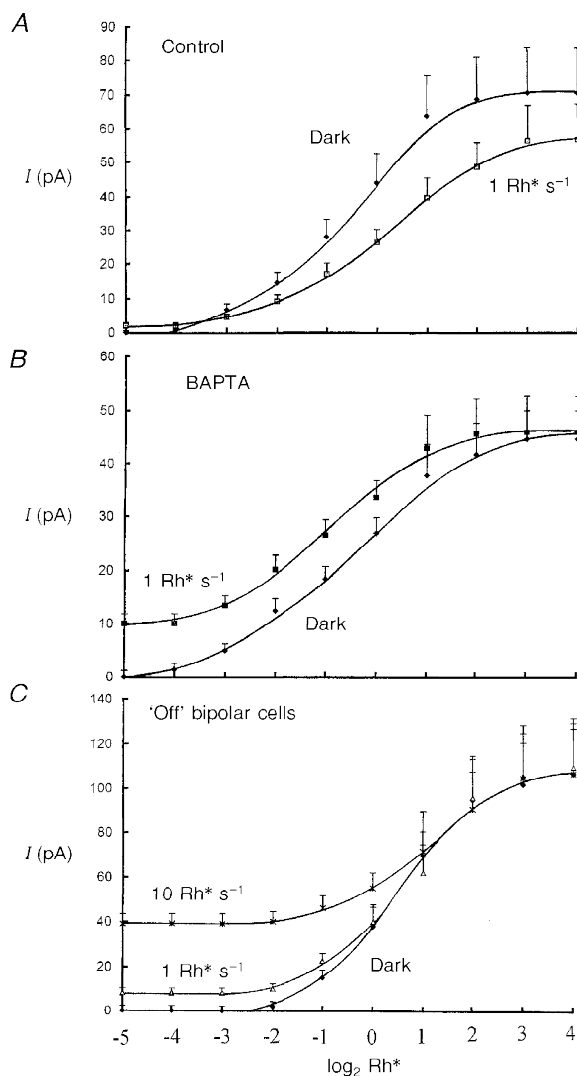 A
Control
90
80
70
60
50
40
30
20
10
0
I (pA)
Dark
1 Rh* s⁻¹
B
BAPTA
60
50
40
30
20
10
0
I (pA)
1 Rh* s⁻¹
Dark
C
'Off' bipolar cells
140
120
100
80
60
40
20
0
I (pA)
10 Rh* s⁻¹
1 Rh* s⁻¹
Dark
-5 -4 -3 -2 -1 0 1 2 3 4
log₂ Rh*